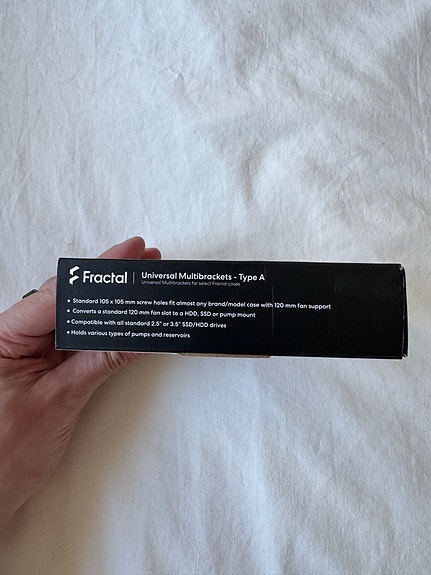 Fractal
Universal Multibrackets - Type A
Universal Multibrackets for select Fractal cases
• Standard 105 x 105 mm screw holes fit almost any brand/model case with 120 mm fan support
• Converts a standard 120 mm fan slot to a HDD, SSD or pump mount
• Compatible with all standard 2.5" or 3.5" SSD/HDD drives
• Holds various types of pumps and reservoirs